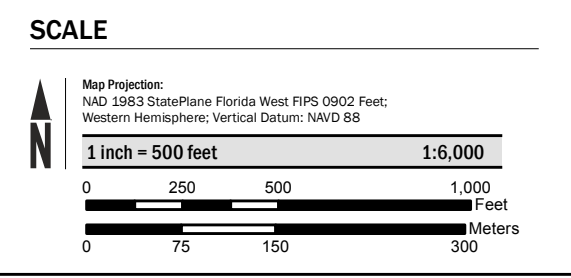 SCALE
Map Projection:
NAD 1983 StatePlane Florida West FIPS 0902 Feet;
Western Hemisphere; Vertical Datum: NAVD 88
N
1 inch = 500 feet 1:6,000
0 250 500 1,000
Feet
Meters
0 75 150 300